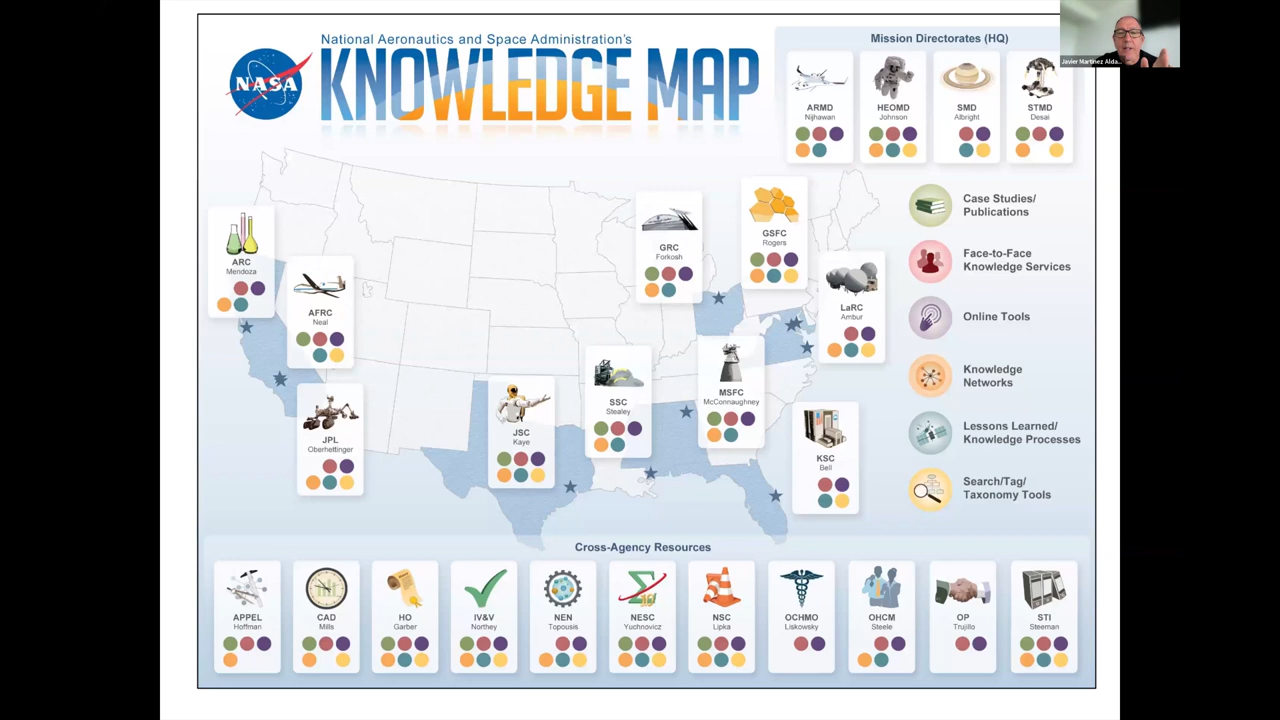 National Aeronautics and Space Administration's
KNOWLEDGE MAP
NASA
Mission Directorates (HQ)
Javier Martinez Alda...
ARMD
Nijhawan
HEOMD
Johnson
SMD
Albright
STMD
Desai
ARC
Mendoza
AFRC
Neal
JPL
Oberhettinger
JSC
Kaye
SSC
Stealey
GRC
Forkosh
GSFC
Rogers
LaRC
Ambur
MSFC
McConnaughey
KSC
Bell
Case Studies/
Publications
Face-to-Face
Knowledge Services
Online Tools
Knowledge
Networks
Lessons Learned/
Knowledge Processes
Search/Tag/
Taxonomy Tools
Cross-Agency Resources
APPEL
Hoffman
CAD
Mills
HO
Garber
IV&V
Northey
NEN
Topousis
NESC
Yuchnovicz
NSC
Lipka
OCHMO
Liskowsky
OHCM
Steele
OP
Trujillo
STI
Steeman